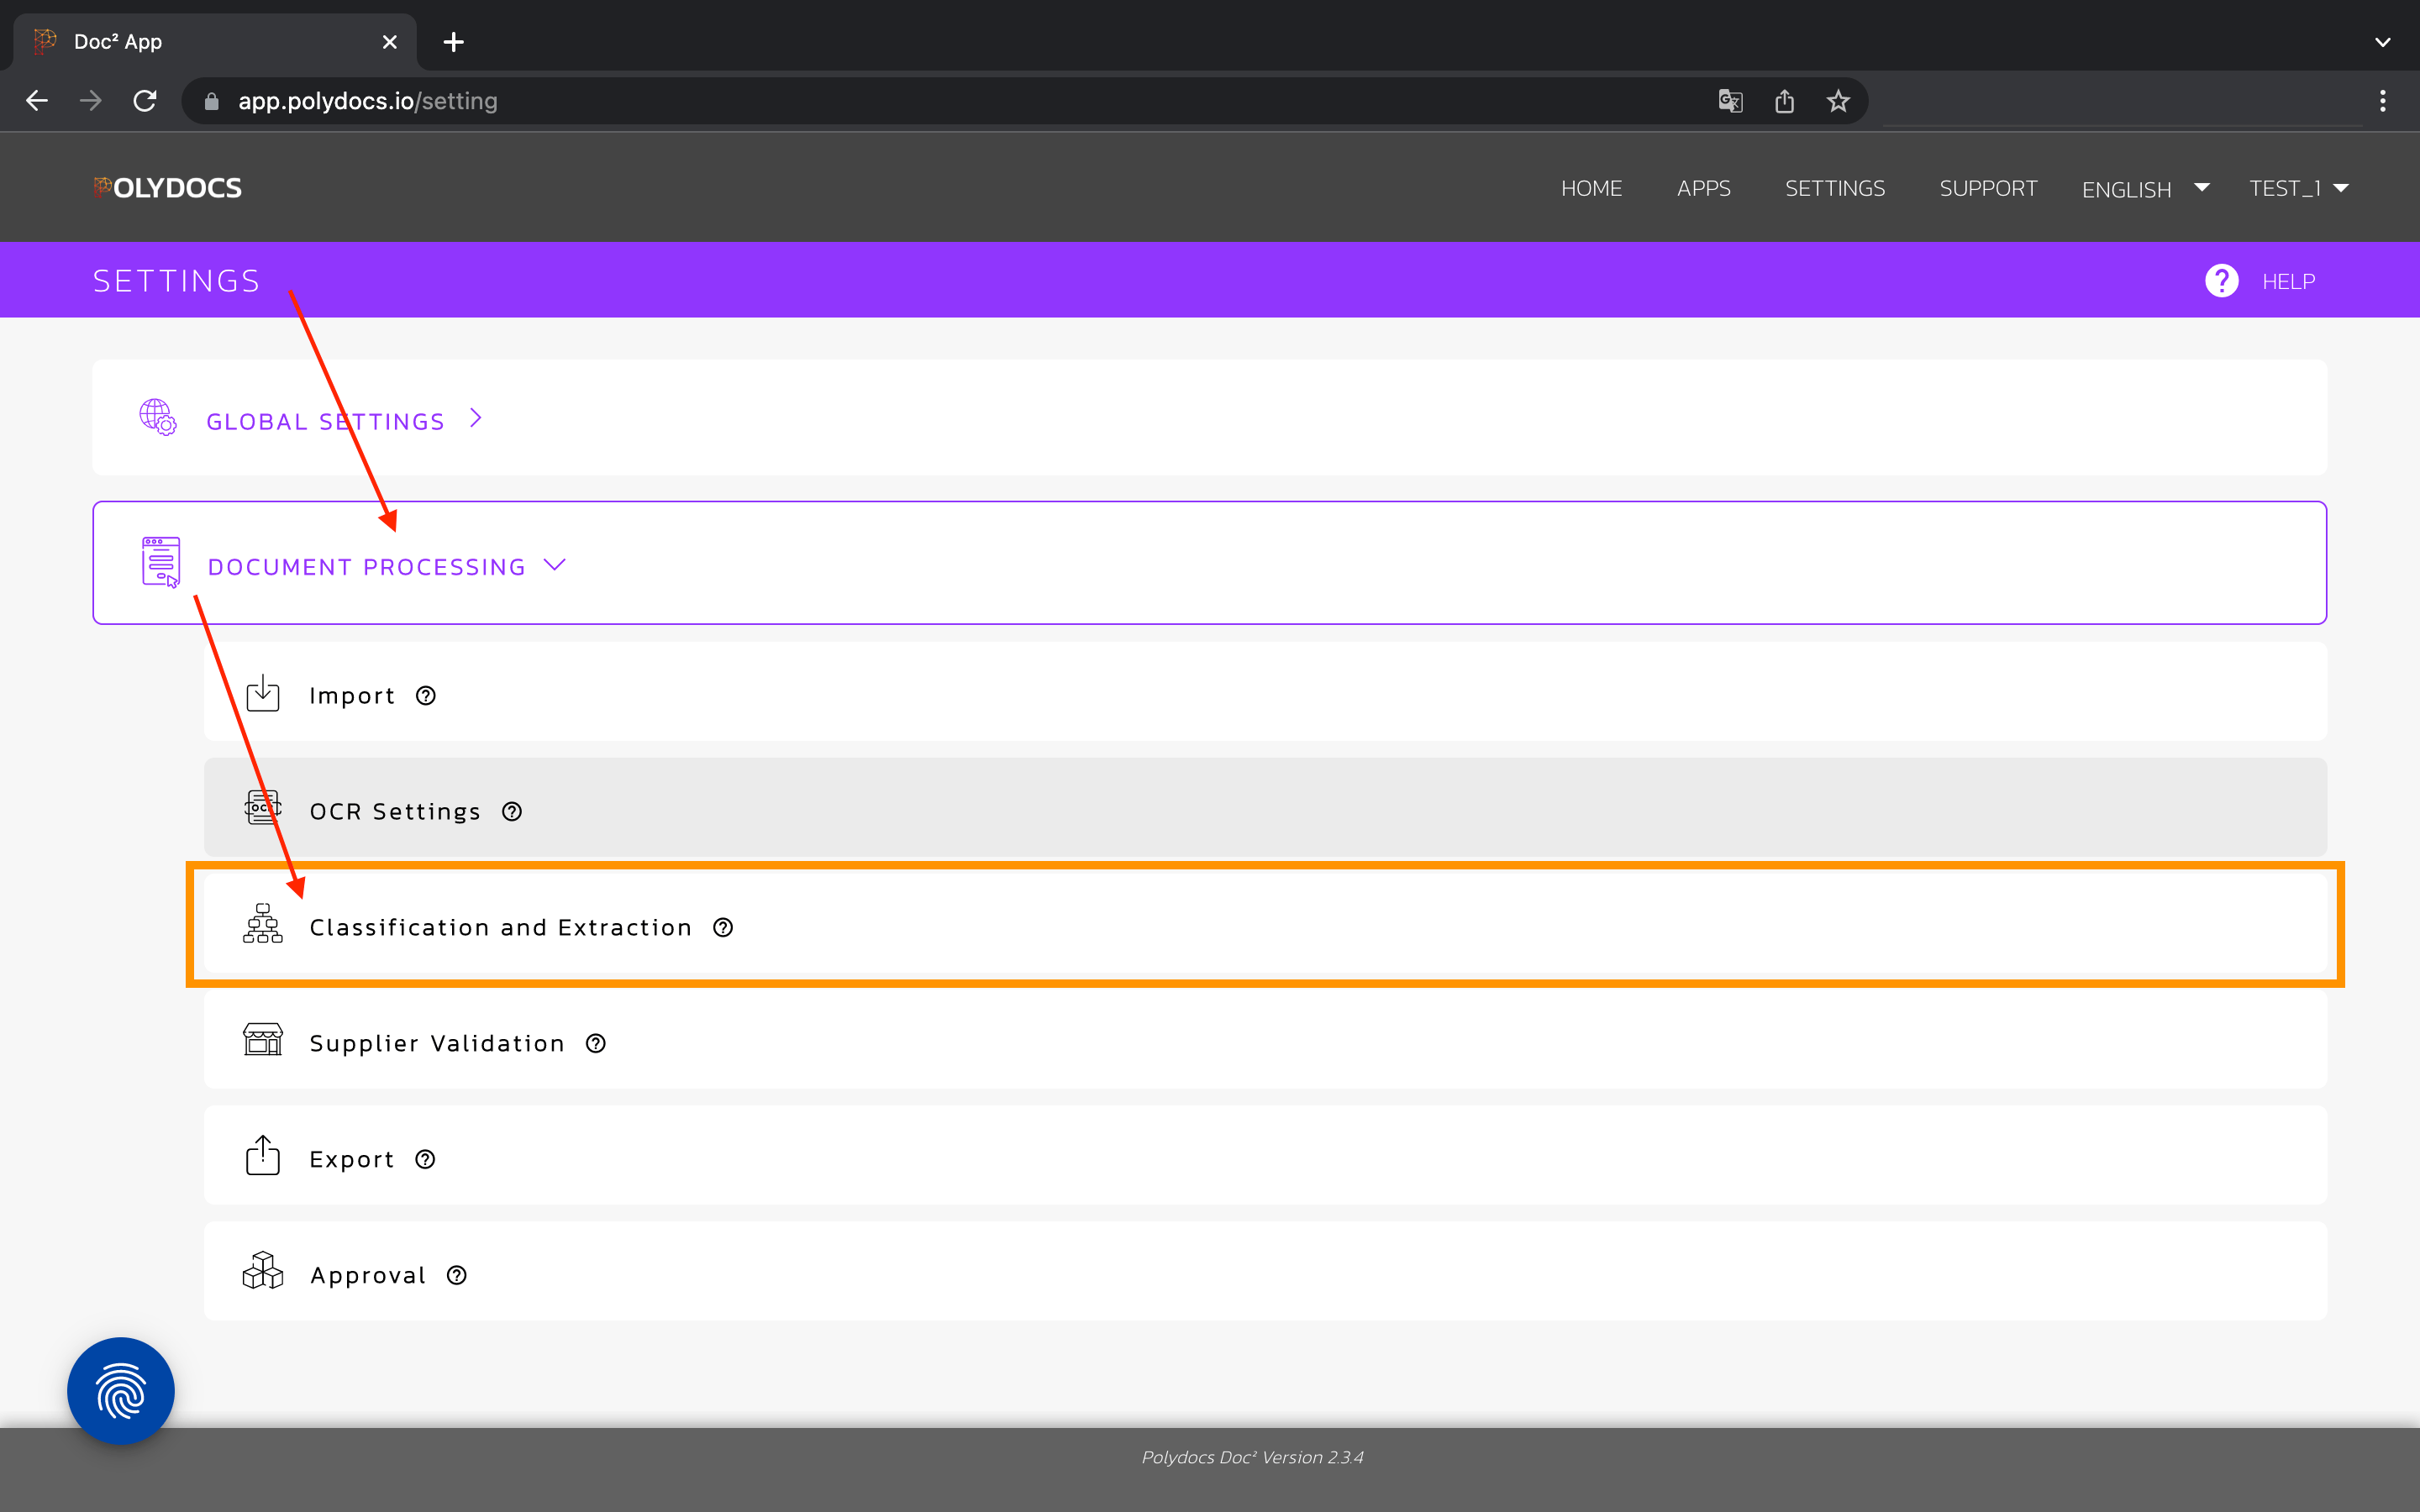 Doc² App
app.polydocs.io/setting
POLYDOCS
HOME APPS SETTINGS SUPPORT ENGLISH TEST_1
SETTINGS
? HELP
GLOBAL SETTINGS
DOCUMENT PROCESSING
Import ?
OCR
OCR Settings ?
Classification and Extraction ?
Supplier Validation ?
Export ?
Approval ?
Polydocs Doc² Version 2.3.4